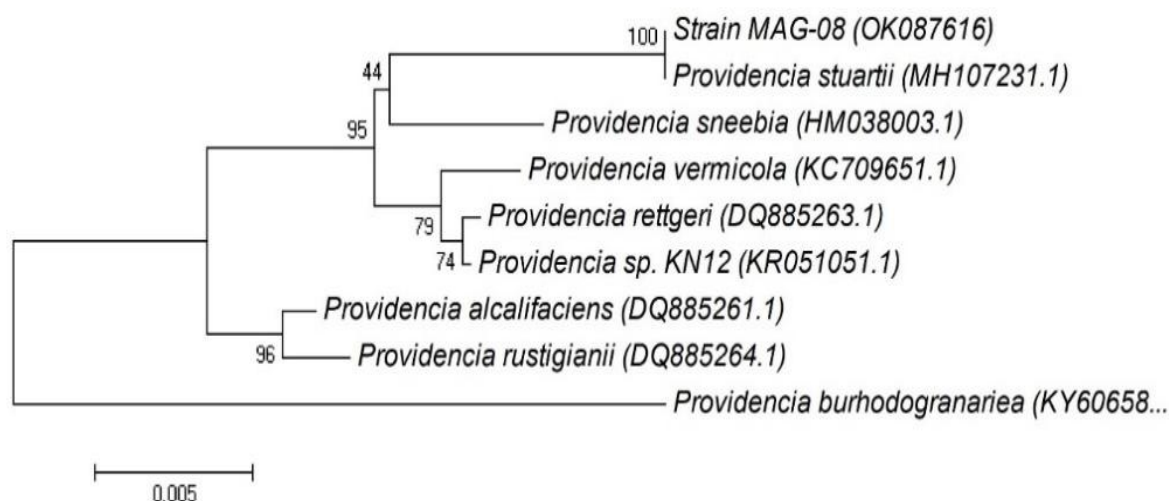 100
Strain MAG-08 (OK087616)
Providencia stuartii (MH107231.1)
44
Providencia sneebia (HM038003.1)
95
Providencia vermicola (KC709651.1)
79
Providencia rettgeri (DQ885263.1)
74
Providencia sp. KN12 (KR051051.1)
Providencia alcalifaciens (DQ885261.1)
96
Providencia rustigianii (DQ885264.1)
Providencia burhodogranariea (KY60658...
0.005